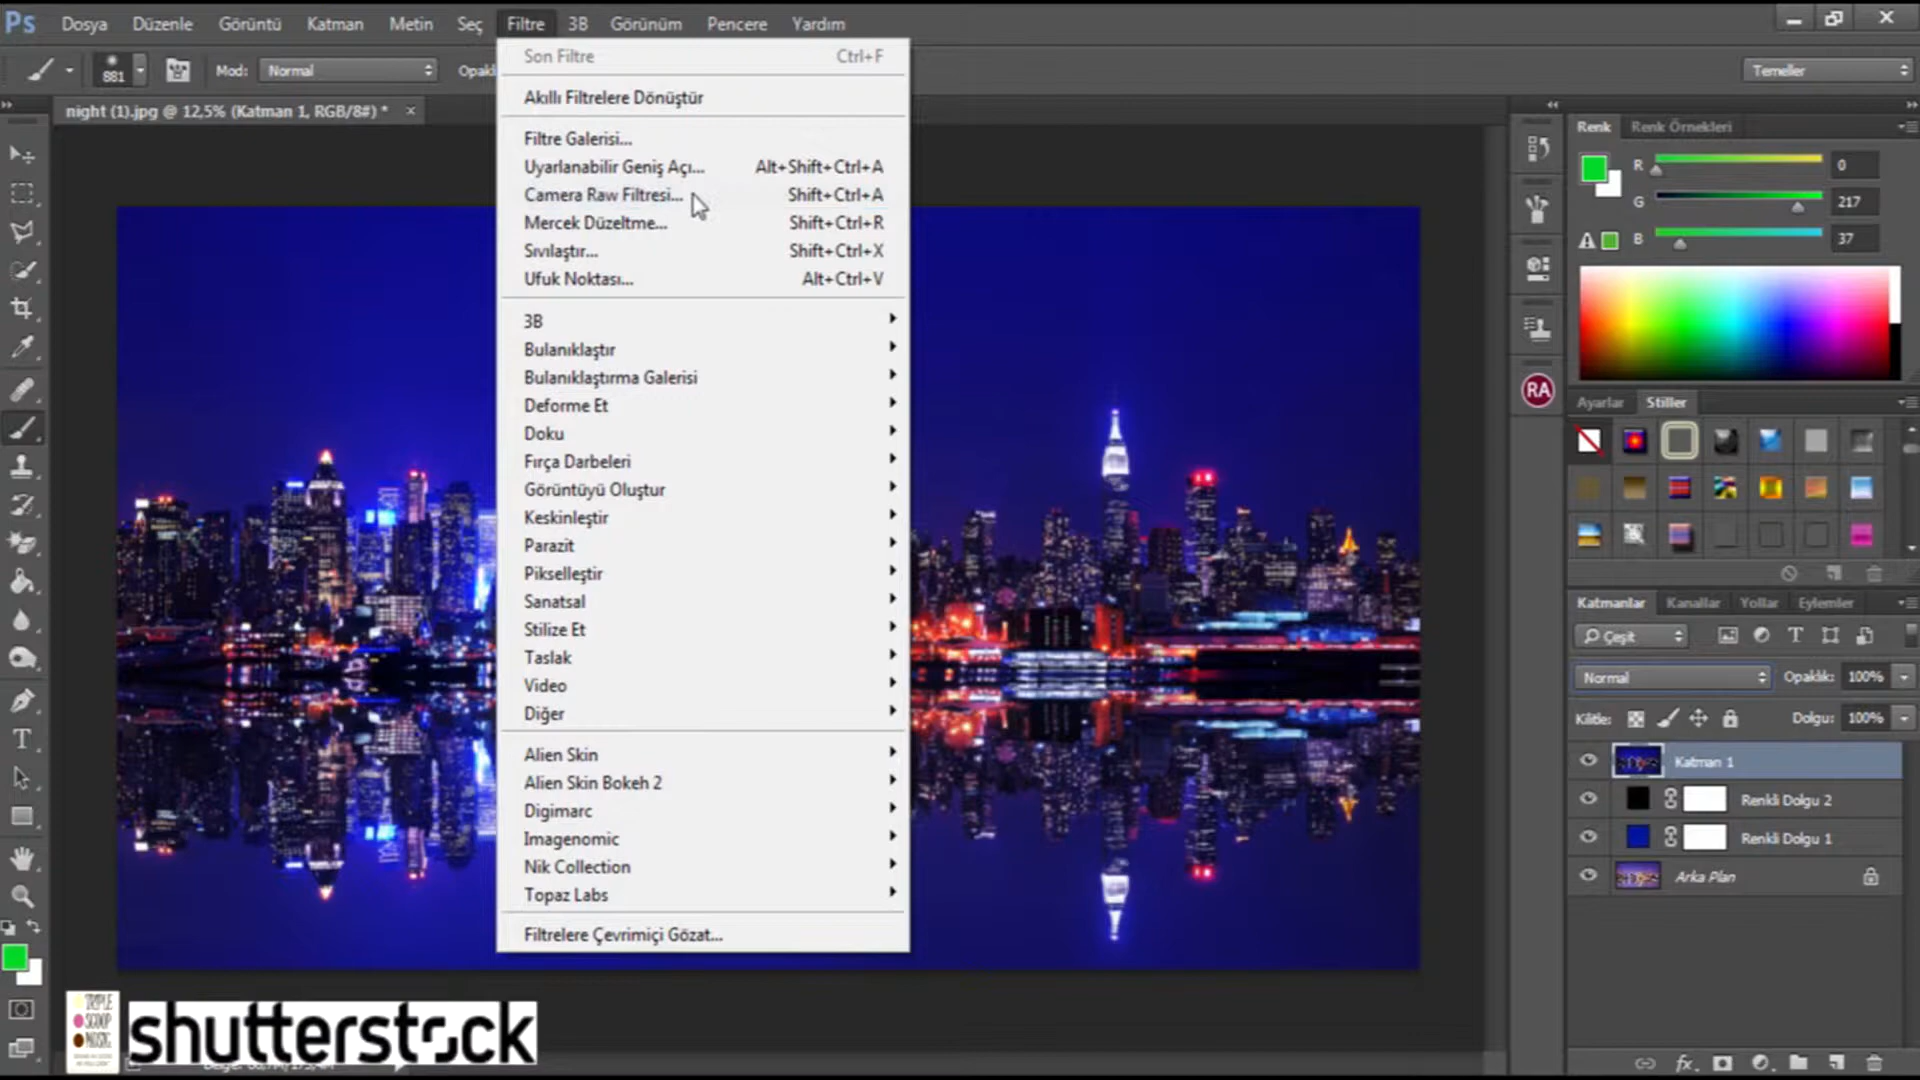 Ps Dosya Düzenle Görüntü Katman Metin Seç Filtre 3B Görünüm Pencere Yardım
881 Mod: Normal Temeller
night (1).jpg @ 12,5% (Katman 1, RGB/8#) *
Son Filtre Ctrl+F
Akıllı Filtrelere Dönüştür
Filtre Galerisi...
Uyarlanabilir Geniş Açı... Alt+Shift+Ctrl+A
Camera Raw Filtresi... Shift+Ctrl+A
Mercek Düzeltme... Shift+Ctrl+R
Sıvılaştır... Shift+Ctrl+X
Ufuk Noktası... Alt+Ctrl+V
3B
Bulanıklaştır
Bulanıklaştırma Galerisi
Deforme Et
Doku
Fırça Darbeleri
Görüntüyü Oluştur
Keskinleştir
Parazit
Pikselleştir
Sanatsal
Stilize Et
Taslak
Video
Diğer
Alien Skin
Alien Skin Bokeh 2
Digimarc
Imagenomic
Nik Collection
Topaz Labs
Filtrelere Çevrimiçi Gözat...
Renk Renk Örnekleri
R 0
G 217
B 37
RA
Ayarlar Stiller
Katmanlar Kanallar Yollar Eylemler
Çeşit
Normal Opaklık: 100%
Kilitle: Dolgu: 100%
Katman 1
Renkli Dolgu 2
Renkli Dolgu 1
Arka Plan
TRIPLE
SCOOP
MUSIC
shutterstock